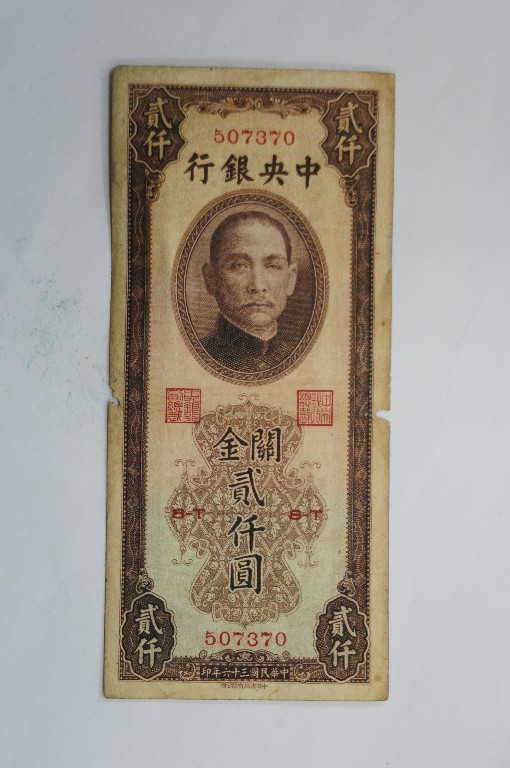 貳仟
貳仟
507370
中央銀行
關金
貳仟圓
S-T
S-T
507370
貳仟
貳仟
中華民國三十六年印